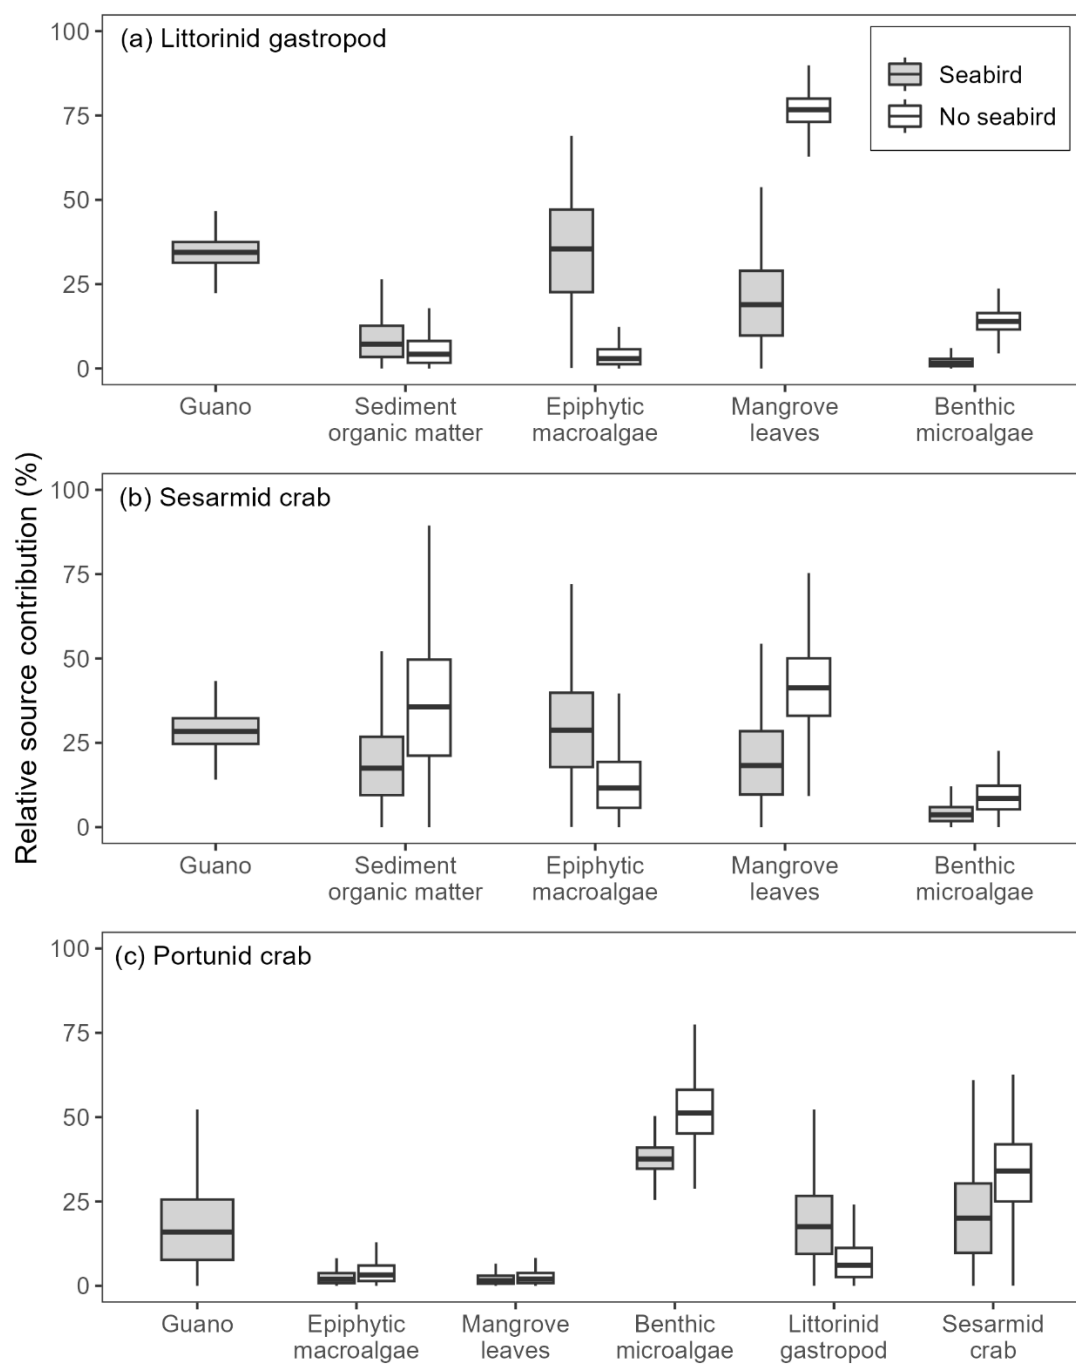 Relative source contribution (%)
(a) Littorinid gastropod
Seabird
No seabird
100
75
50
25
0
Guano
Sediment
organic matter
Epiphytic
macroalgae
Mangrove
leaves
Benthic
microalgae
(b) Sesarmid crab
100
75
50
25
0
Guano
Sediment
organic matter
Epiphytic
macroalgae
Mangrove
leaves
Benthic
microalgae
(c) Portunid crab
100
75
50
25
0
Guano
Epiphytic
macroalgae
Mangrove
leaves
Benthic
microalgae
Littorinid
gastropod
Sesarmid
crab